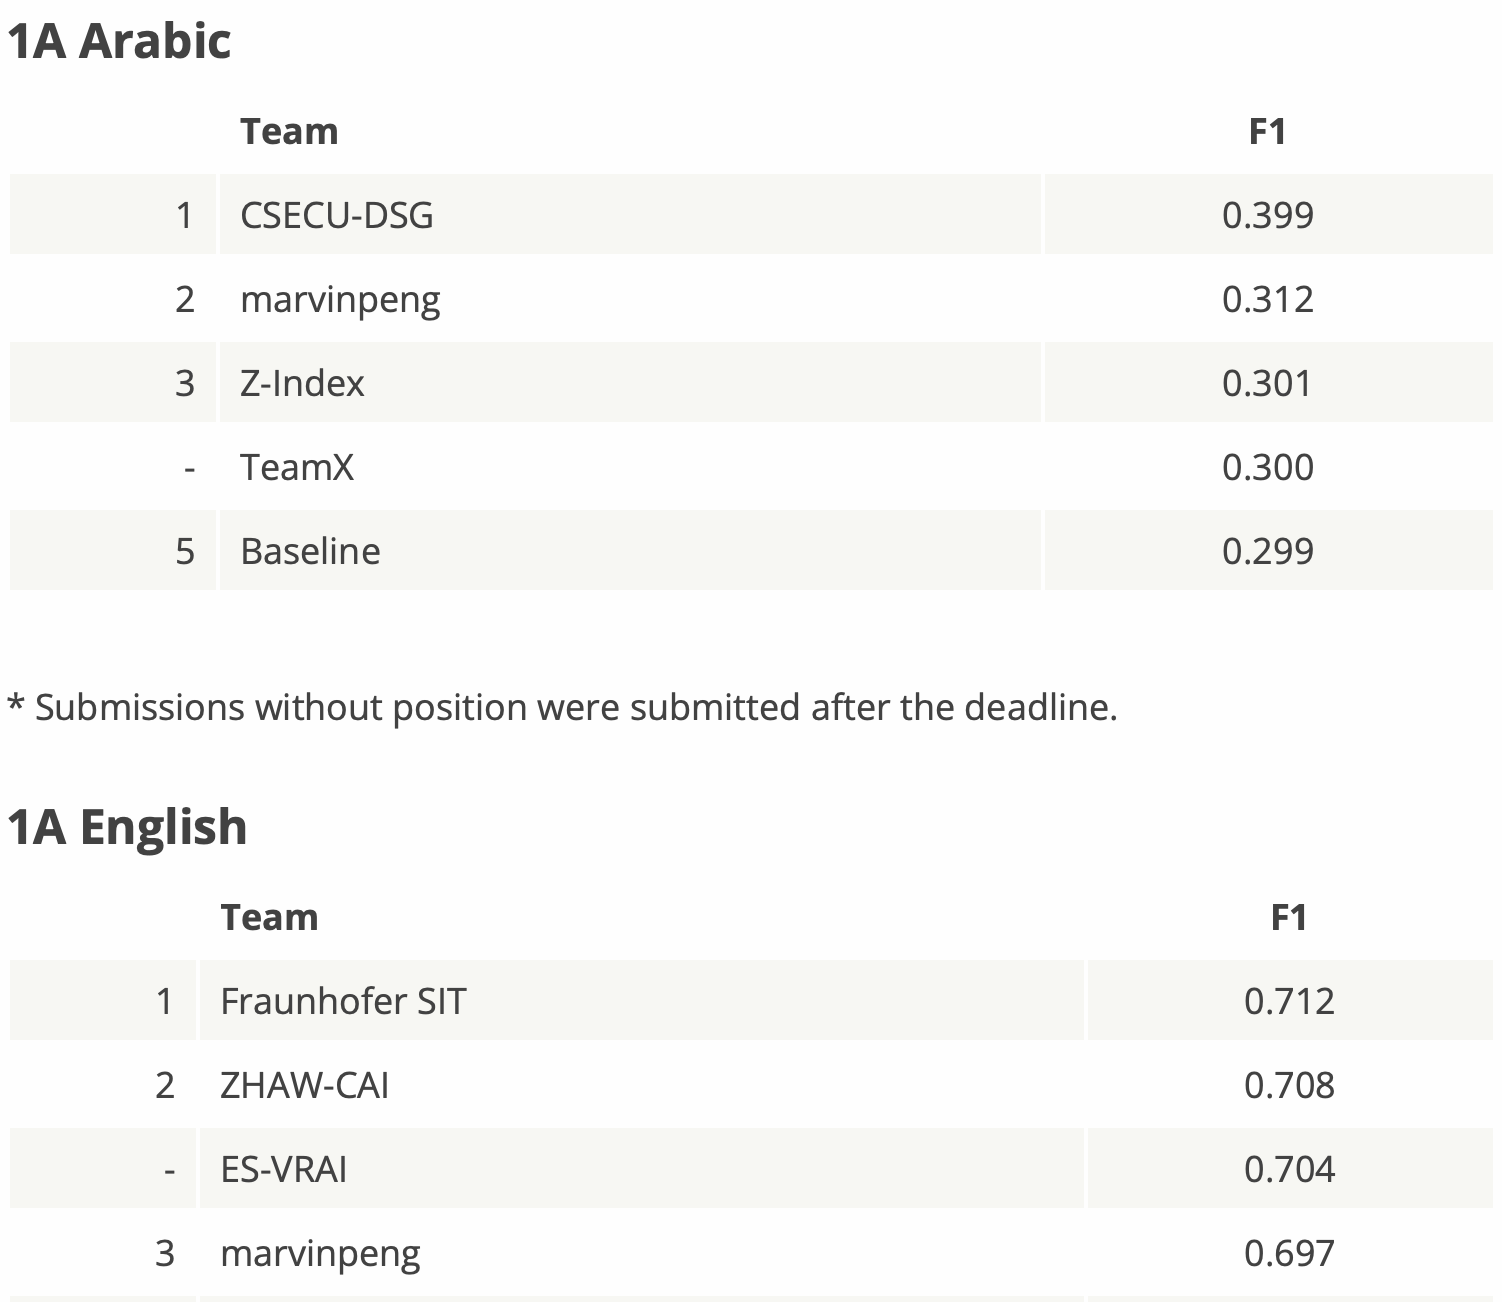 1A Arabic
Team F1
1 CSECU-DSG 0.399
2 marvinpeng 0.312
3 Z-Index 0.301
- TeamX 0.300
5 Baseline 0.299
* Submissions without position were submitted after the deadline.
1A English
Team F1
1 Fraunhofer SIT 0.712
2 ZHAW-CAI 0.708
- ES-VRAI 0.704
3 marvinpeng 0.697